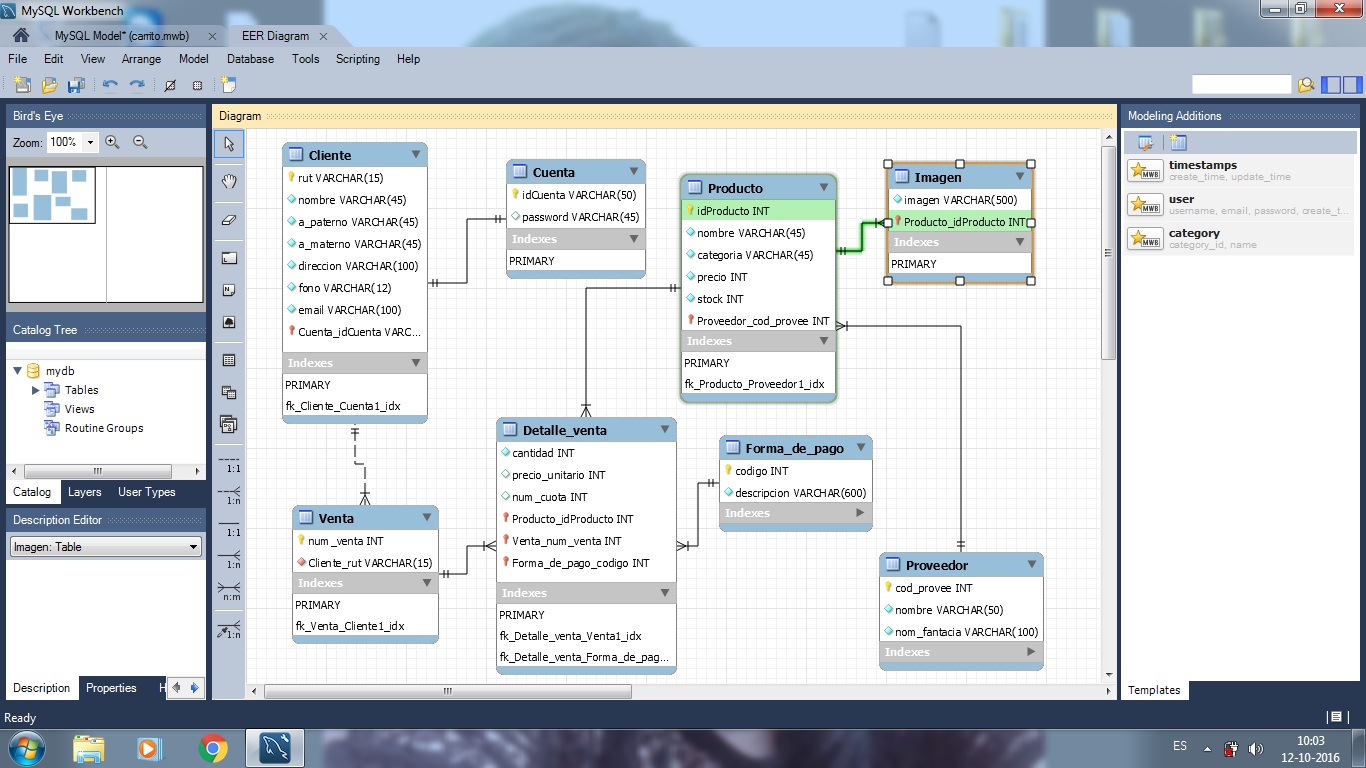 MySQL Workbench
MySQL Model* (carrito.mwb)
EER Diagram
File Edit View Arrange Model Database Tools Scripting Help
Bird's Eye
Zoom: 100%
Catalog Tree
mydb
Tables
Views
Routine Groups
Catalog Layers User Types
Description Editor
Imagen: Table
Description Properties H
Diagram
1:1
1:n
1:1
1:n
n:m
1:n
Cliente
rut VARCHAR(15)
nombre VARCHAR(45)
a_paterno VARCHAR(45)
a_materno VARCHAR(45)
direccion VARCHAR(100)
fono VARCHAR(12)
email VARCHAR(100)
Cuenta_idCuenta VARC...
Indexes
PRIMARY
fk_Cliente_Cuenta1_idx
Cuenta
idCuenta VARCHAR(50)
password VARCHAR(45)
Indexes
PRIMARY
Producto
idProducto INT
nombre VARCHAR(45)
categoria VARCHAR(45)
precio INT
stock INT
Proveedor_cod_provee INT
Indexes
PRIMARY
fk_Producto_Proveedor1_idx
Imagen
imagen VARCHAR(500)
Producto_idProducto INT
Indexes
PRIMARY
Venta
num_venta INT
Cliente_rut VARCHAR(15)
Indexes
PRIMARY
fk_Venta_Cliente1_idx
Detalle_venta
cantidad INT
precio_unitario INT
num_cuota INT
Producto_idProducto INT
Venta_num_venta INT
Forma_de_pago_codigo INT
Indexes
PRIMARY
fk_Detalle_venta_Venta1_idx
fk_Detalle_venta_Forma_de_pag...
Forma_de_pago
codigo INT
descripcion VARCHAR(600)
Indexes
Proveedor
cod_provee INT
nombre VARCHAR(50)
nom_fantacia VARCHAR(100)
Indexes
Modeling Additions
MWB
timestamps
create_time, update_time
MWB
user
username, email, password, create_t...
MWB
category
category_id, name
Templates
Ready
ES
10:03
12-10-2016